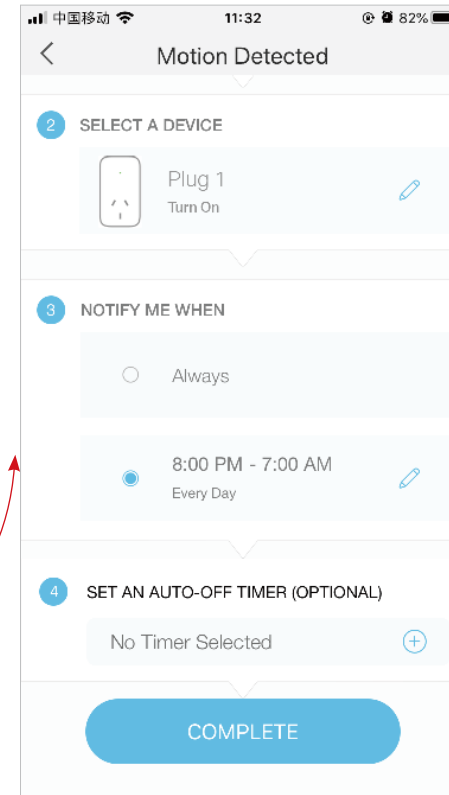 中国移动 11:32 82%
Motion Detected
2 SELECT A DEVICE
Plug 1
Turn On
3 NOTIFY ME WHEN
Always
8:00 PM - 7:00 AM
Every Day
4 SET AN AUTO-OFF TIMER (OPTIONAL)
No Timer Selected
COMPLETE